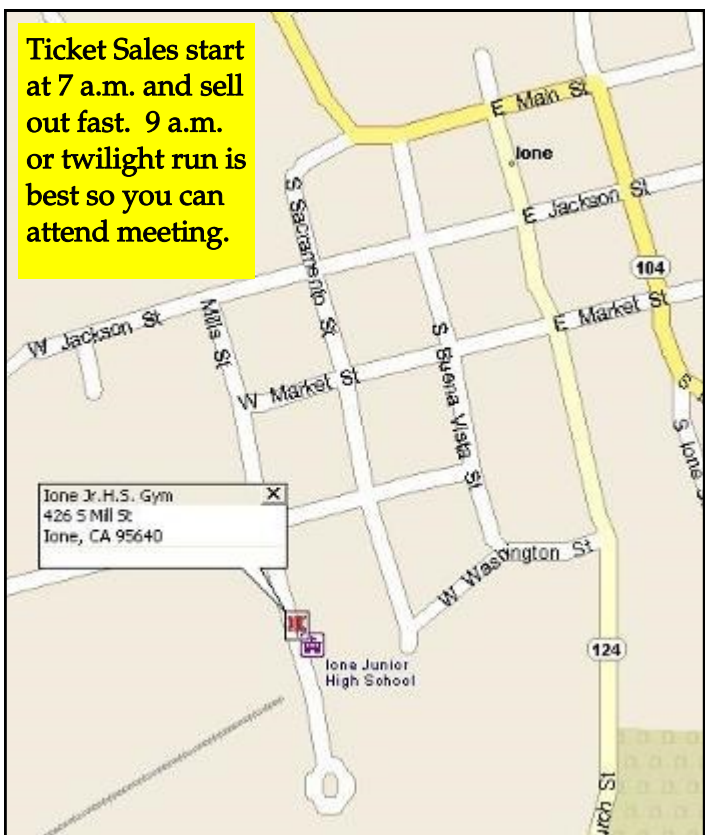 Ticket Sales start
at 7 a.m. and sell
out fast.  9 a.m.
or twilight run is
best so you can
attend meeting.
E Main St
Ione
S Sacramento St
E Jackson St
104
W Jackson St
Mills St
E Market St
S Buena Vista St
W Market St
S
S Ione
Ione Jr.H.S. Gym
426 S Mill St
Ione, CA 95640
W Washington St
Ione Junior
High School
124
St